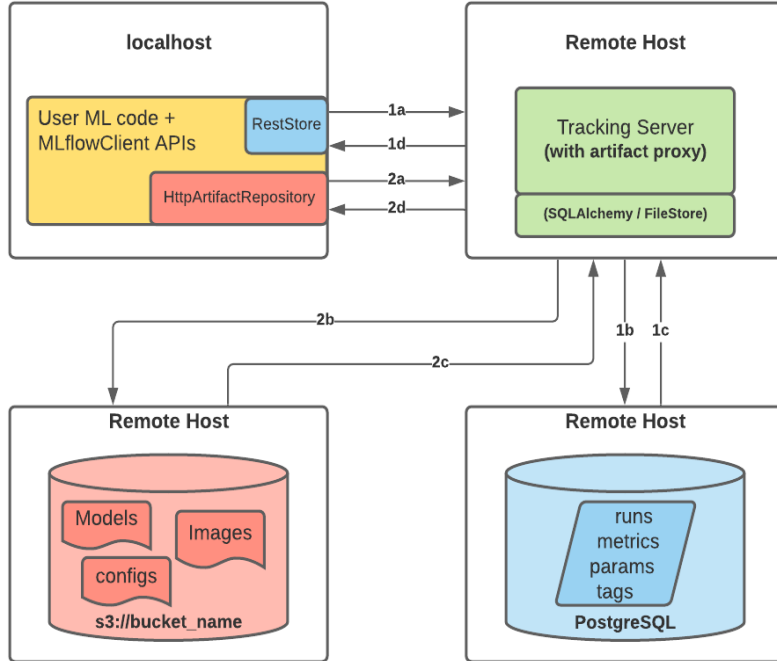 localhost
User ML code +
MLflowClient APIs
RestStore
HttpArtifactRepository
1a
1d
2a
2d
Remote Host
Tracking Server
(with artifact proxy)
(SQLAlchemy / FileStore)
2b
2c
1b
1c
Remote Host
Models
Images
configs
s3://bucket_name
Remote Host
runs
metrics
params
tags
PostgreSQL